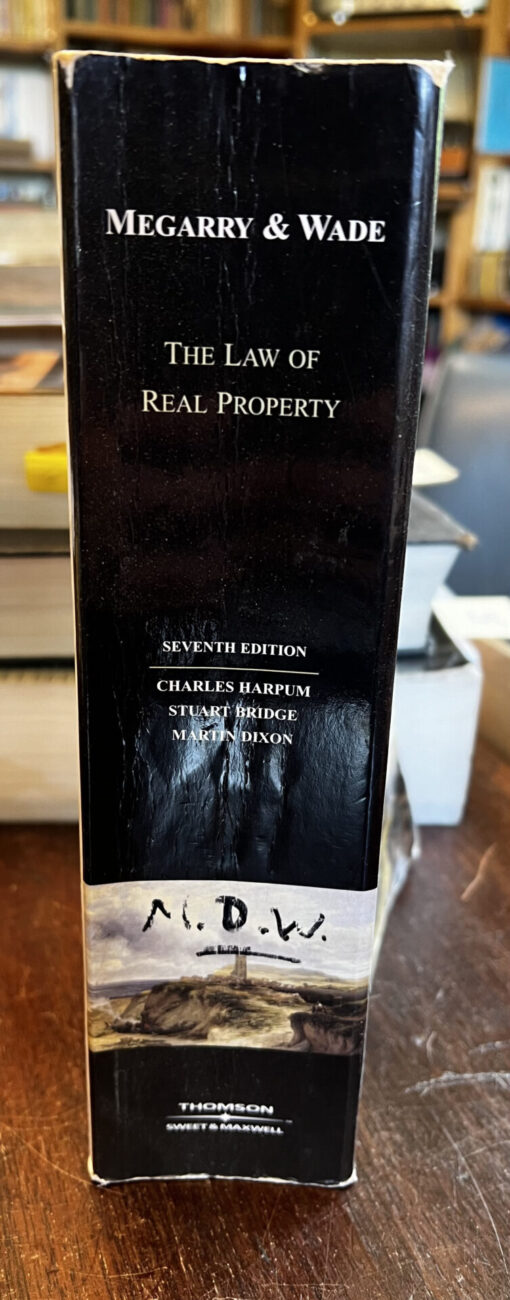 MEGARRY & WADE
THE LAW OF
REAL PROPERTY
SEVENTH EDITION
CHARLES HARPUM
STUART BRIDGE
MARTIN DIXON
M.D.W.
THOMSON
SWEET & MAXWELL